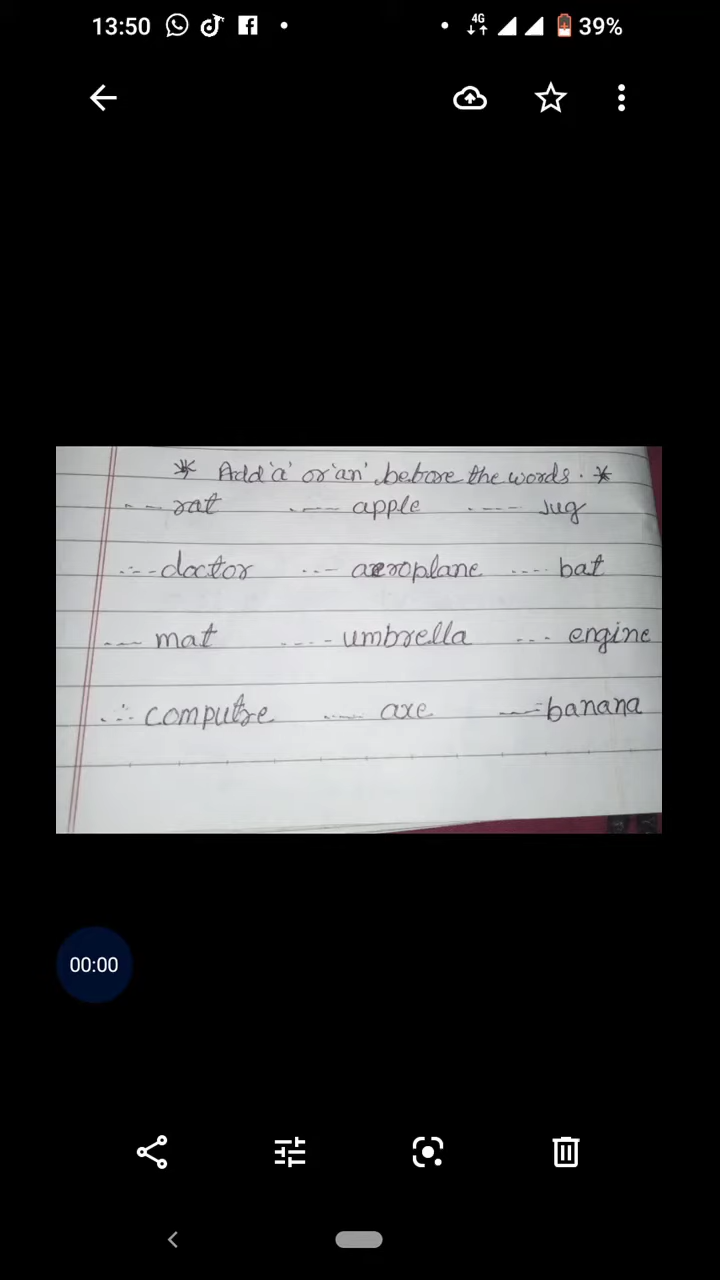 13:50 4G 39%
* Add 'a' or 'an' before the words. *
--- rat ---- apple ---- Jug
---- doctor ---- aeroplane ---- bat
---- mat ---- umbrella --- engine
---- computre ---- axe ---- banana
00:00